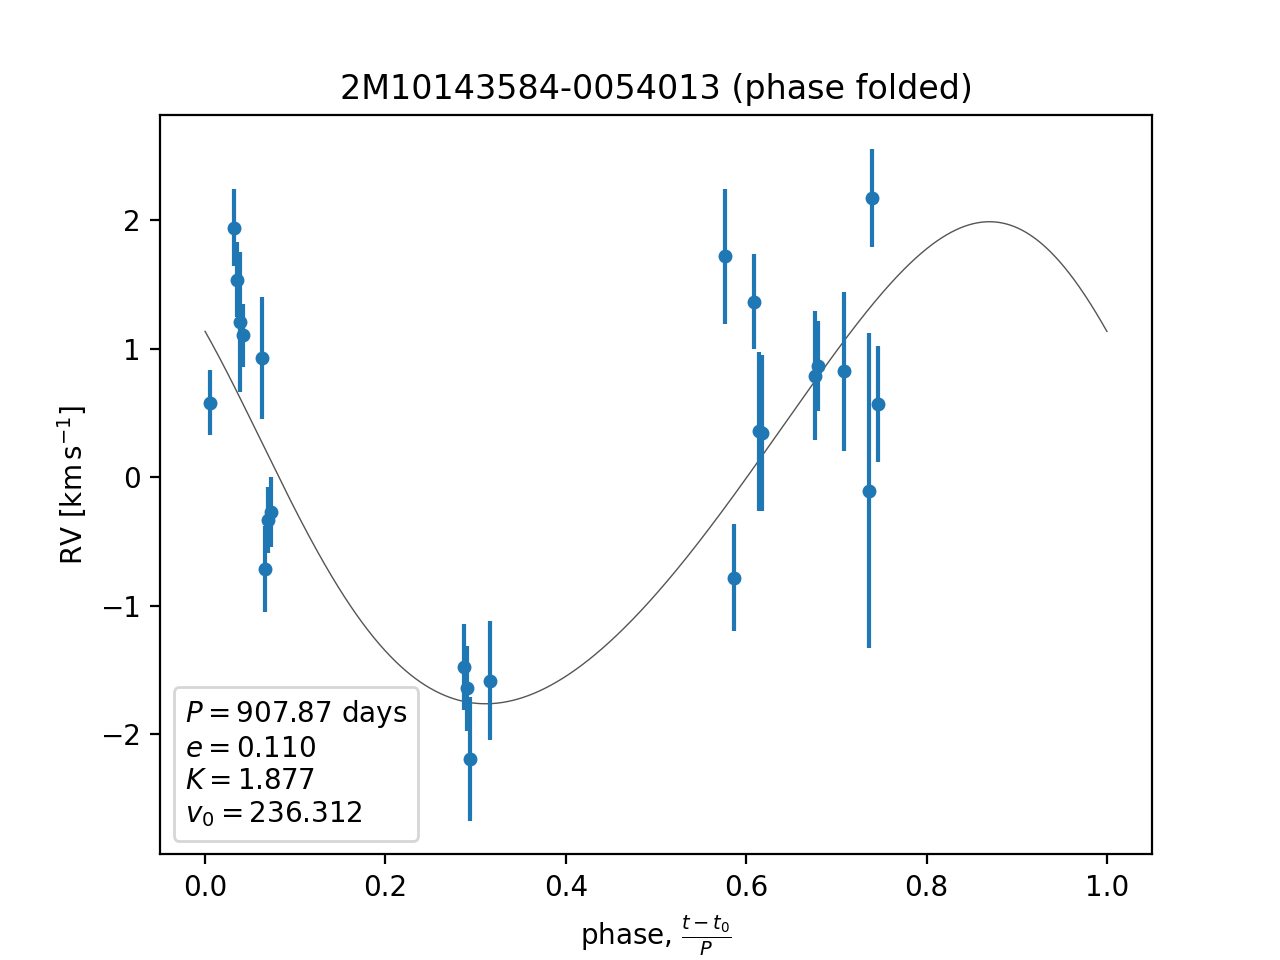 2M10143584-0054013 (phase folded)
RV [km s⁻¹]
2
1
0
−1
−2
P = 907.87 days
e = 0.110
K = 1.877
v₀ = 236.312
0.0 0.2 0.4 0.6 0.8 1.0
phase, (t − t₀)/P